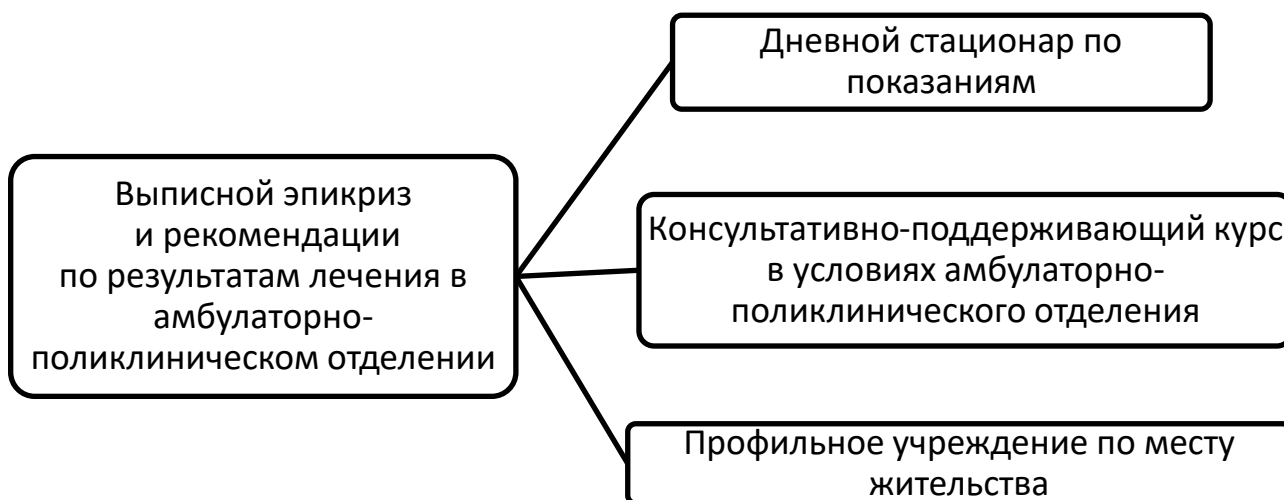 Дневной стационар по
показаниям
Выписной эпикриз
и рекомендации
по результатам лечения в
амбулаторно-
поликлиническом отделении
Консультативно-поддерживающий курс
в условиях амбулаторно-
поликлинического отделения
Профильное учреждение по месту
жительства